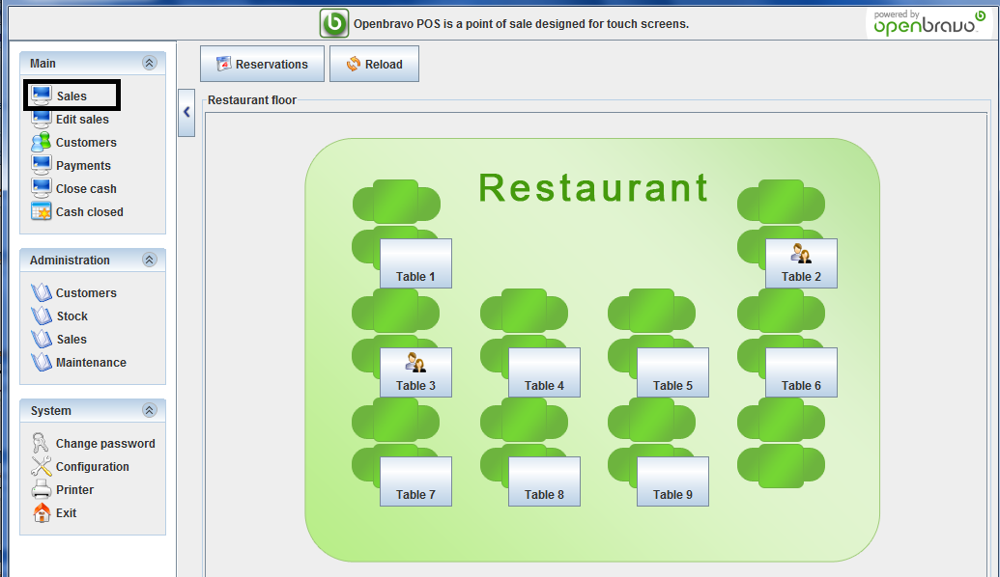 Openbravo POS is a point of sale designed for touch screens.
powered by
openbravo
Main
Sales
Edit sales
Customers
Payments
Close cash
Cash closed
Administration
Customers
Stock
Sales
Maintenance
System
Change password
Configuration
Printer
Exit
Reservations
Reload
Restaurant floor
Restaurant
Table 1
Table 2
Table 3
Table 4
Table 5
Table 6
Table 7
Table 8
Table 9